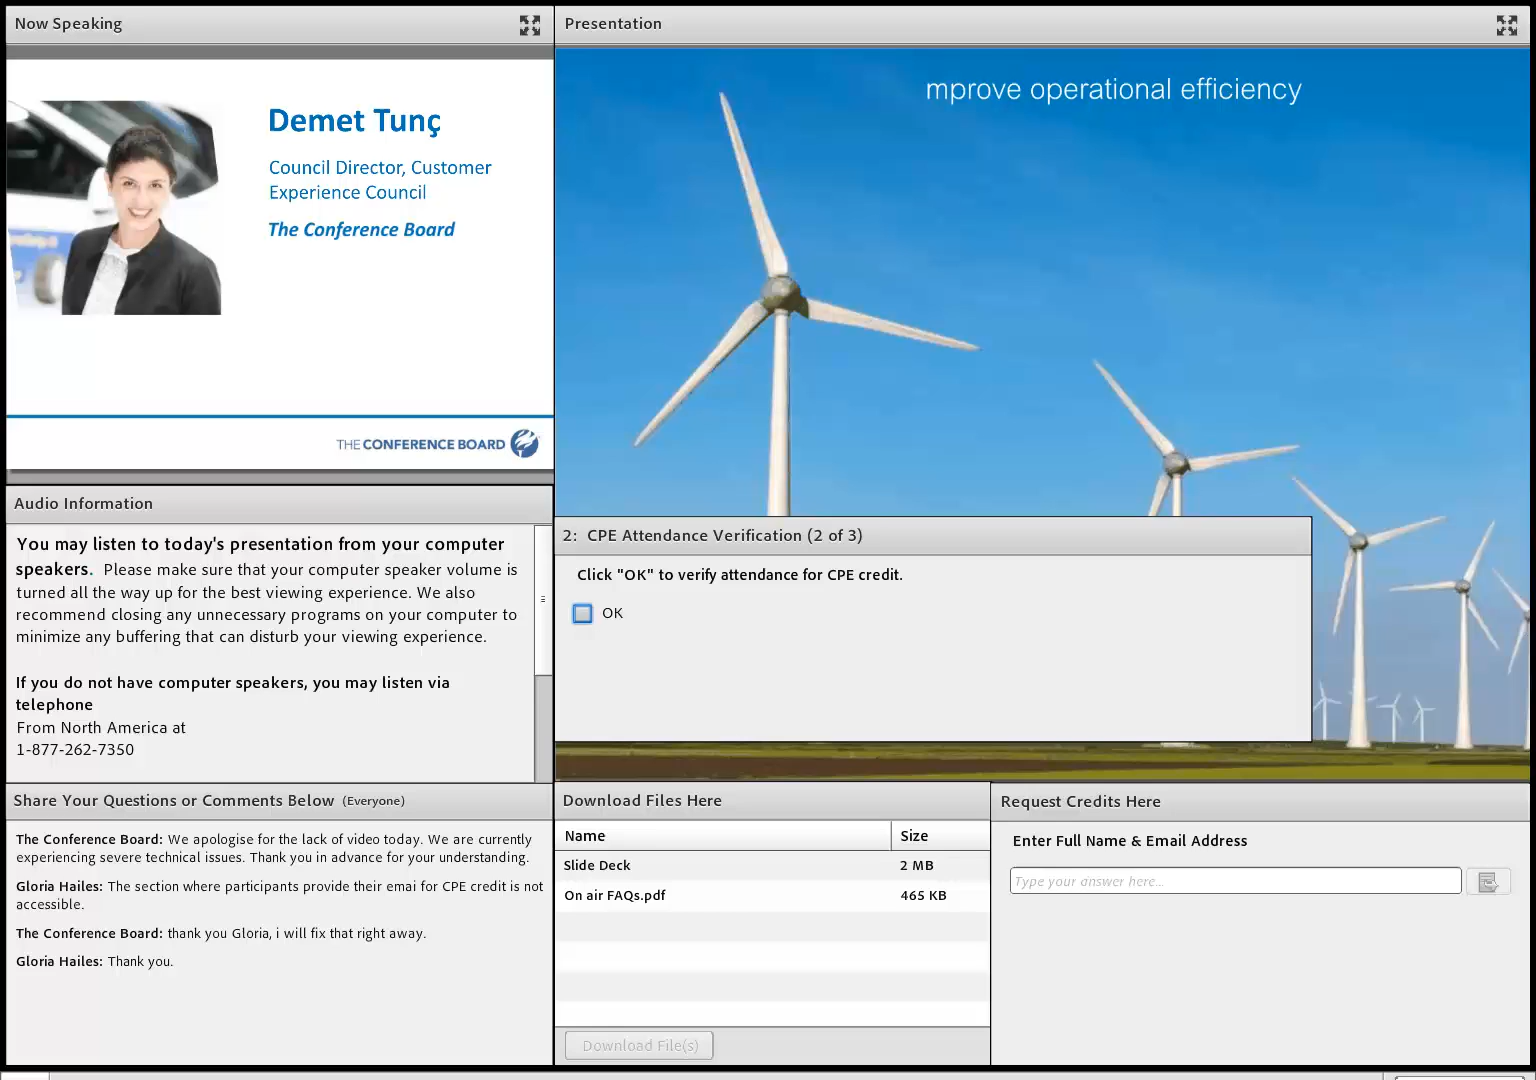 Now Speaking
Demet Tunç
Council Director, Customer
Experience Council
The Conference Board
THE CONFERENCE BOARD
Audio Information
You may listen to today's presentation from your computer
speakers. Please make sure that your computer speaker volume is
turned all the way up for the best viewing experience. We also
recommend closing any unnecessary programs on your computer to
minimize any buffering that can disturb your viewing experience.
If you do not have computer speakers, you may listen via
telephone
From North America at
1-877-262-7350
Share Your Questions or Comments Below (Everyone)
The Conference Board: We apologise for the lack of video today. We are currently
experiencing severe technical issues. Thank you in advance for your understanding.
Gloria Hailes: The section where participants provide their emai for CPE credit is not
accessible.
The Conference Board: thank you Gloria, i will fix that right away.
Gloria Hailes: Thank you.
Presentation
mprove operational efficiency
2: CPE Attendance Verification (2 of 3)
Click "OK" to verify attendance for CPE credit.
OK
Download Files Here
Name Size
Slide Deck 2 MB
On air FAQs.pdf 465 KB
Download File(s)
Request Credits Here
Enter Full Name & Email Address
Type your answer here...